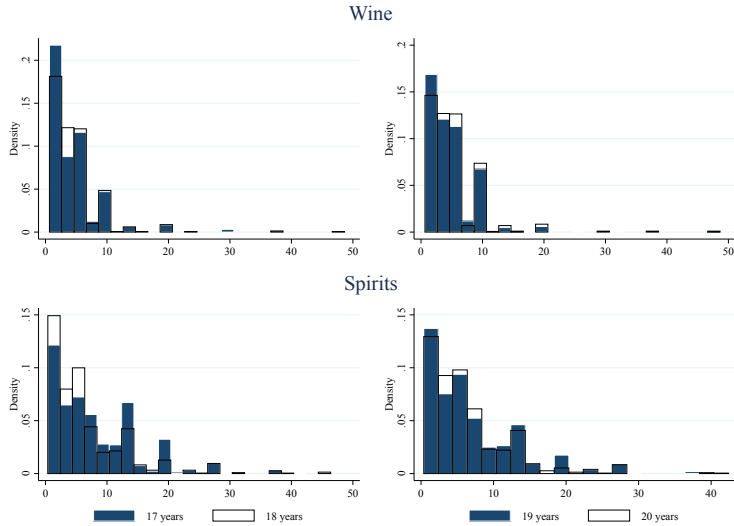 Wine
Density
0 .05 .1 .15 .2
0 10 20 30 40 50
Density
0 .05 .1 .15 .2
0 10 20 30 40 50
Spirits
Density
0 .05 .1 .15
0 10 20 30 40 50
Density
0 .05 .1 .15
0 10 20 30 40
17 years 18 years
19 years 20 years